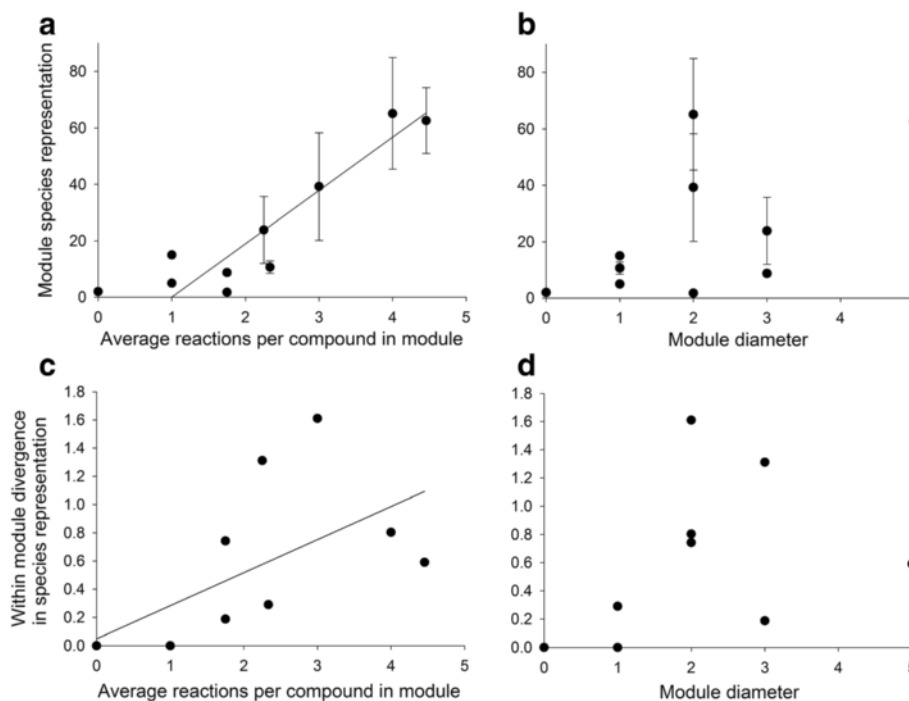 a
Module species representation
80
60
40
20
0
0 1 2 3 4 5
Average reactions per compound in module
b
80
60
40
20
0
0 1 2 3 4 5
Module diameter
c
Within module divergence
in species representation
1.8
1.6
1.4
1.2
1.0
0.8
0.6
0.4
0.2
0.0
0 1 2 3 4 5
Average reactions per compound in module
d
1.8
1.6
1.4
1.2
1.0
0.8
0.6
0.4
0.2
0.0
0 1 2 3 4 5
Module diameter